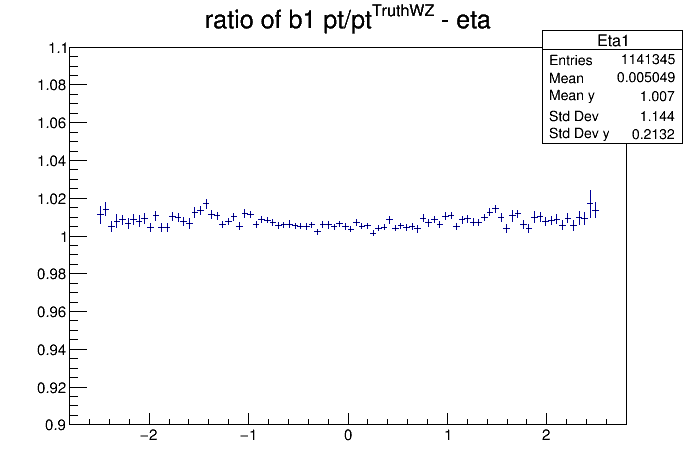 ratio of b1 pt/pt^TruthWZ - eta
Eta1
Entries 1141345
Mean 0.005049
Mean y 1.007
Std Dev 1.144
Std Dev y 0.2132
1.1
1.08
1.06
1.04
1.02
1
0.98
0.96
0.94
0.92
0.9
−2 −1 0 1 2